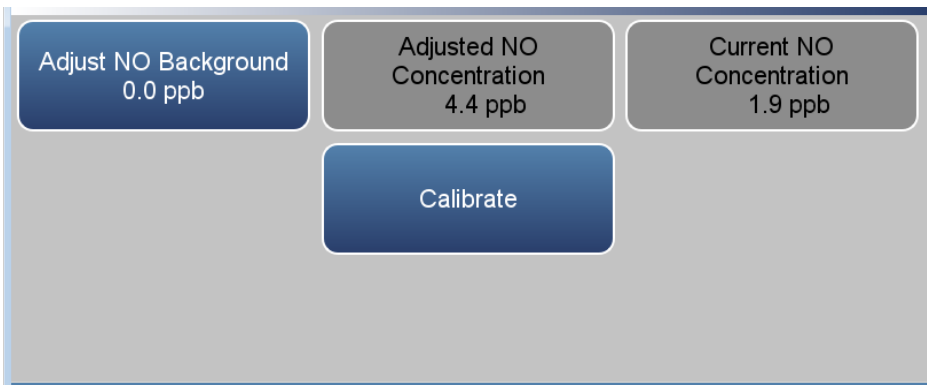 Adjust NO Background
0.0 ppb
Adjusted NO
Concentration
4.4 ppb
Current NO
Concentration
1.9 ppb
Calibrate